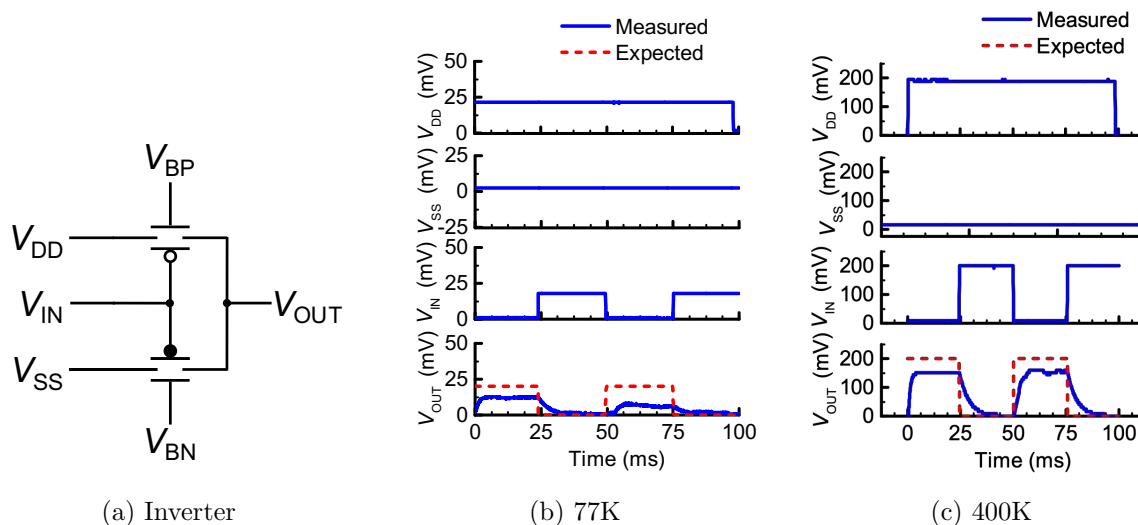 V_BP
V_DD
V_IN
V_OUT
V_SS
V_BN
(a) Inverter
Measured
Expected
V_DD (mV)
50
25
0
V_SS (mV)
25
0
-25
V_IN (mV)
50
25
0
V_OUT (mV)
50
25
0
0 25 50 75 100
Time (ms)
(b) 77K
Measured
Expected
V_DD (mV)
200
100
0
V_SS (mV)
200
100
0
V_IN (mV)
200
100
0
V_OUT (mV)
200
100
0
0 25 50 75 100
Time (ms)
(c) 400K